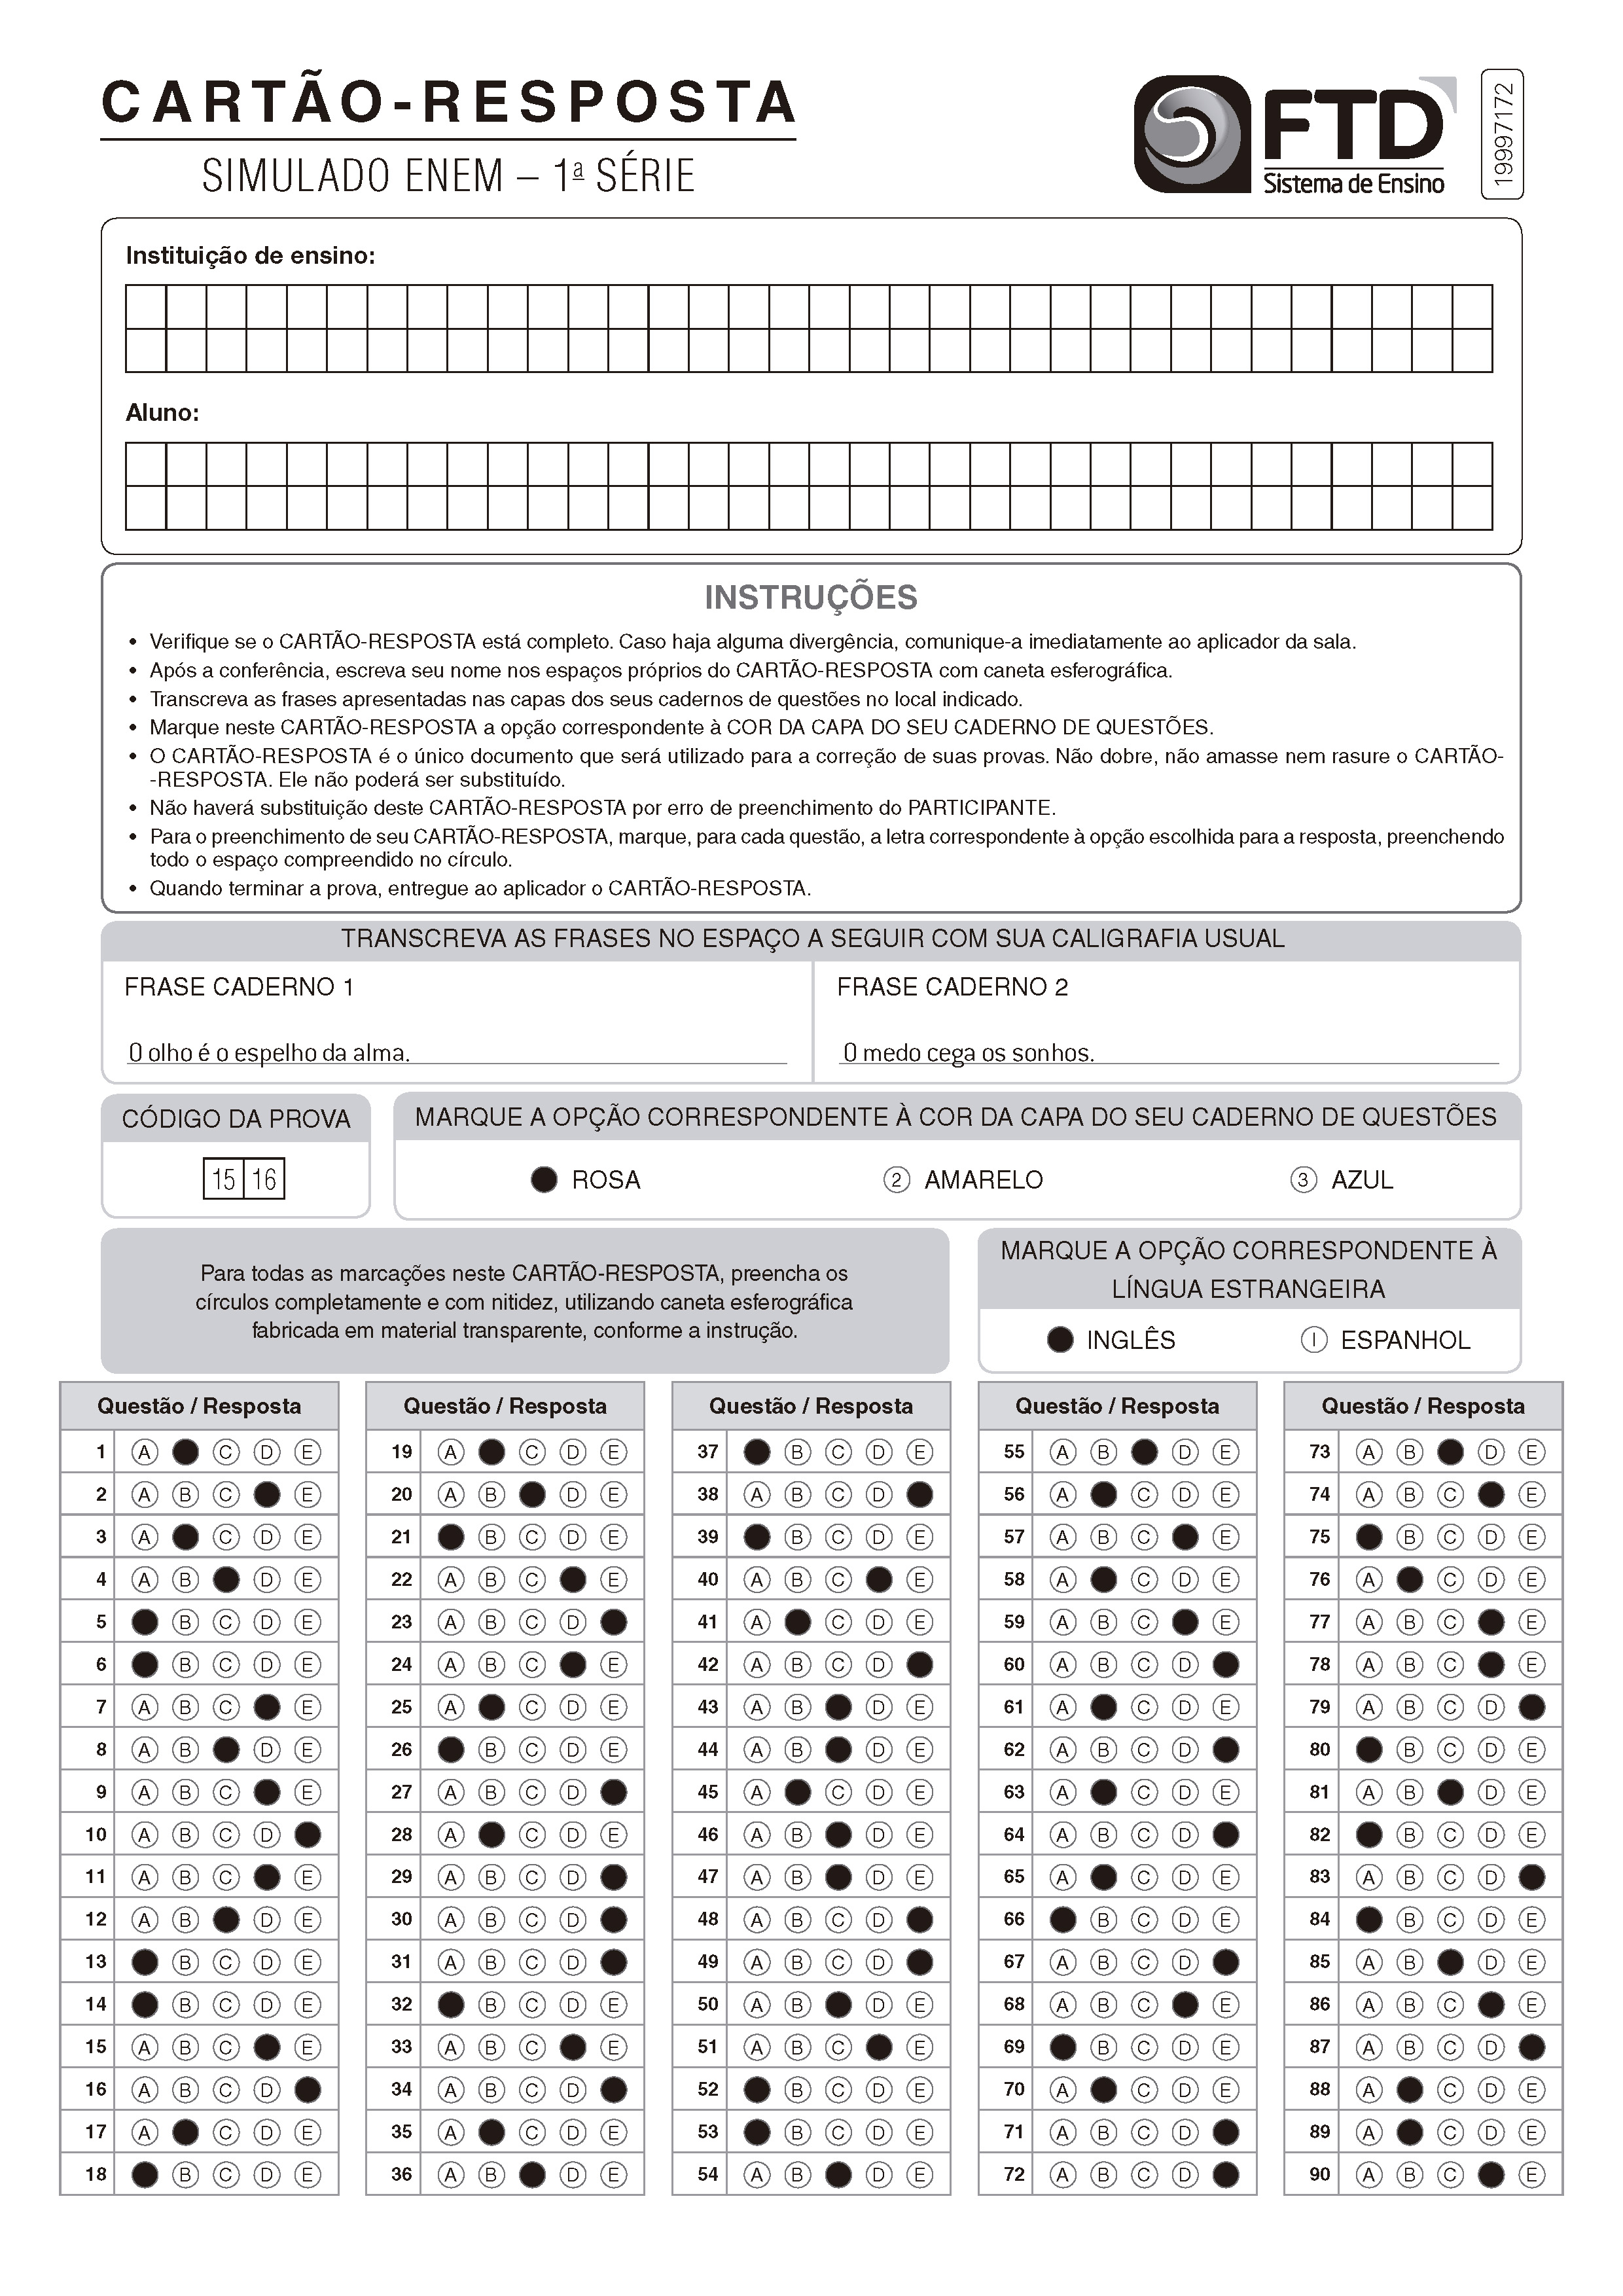 CARTÃO-RESPOSTA
SIMULADO ENEM – 1ª SÉRIE
FTD
Sistema de Ensino
19997172
Instituição de ensino:
Aluno:
INSTRUÇÕES
• Verifique se o CARTÃO-RESPOSTA está completo. Caso haja alguma divergência, comunique-a imediatamente ao aplicador da sala.
• Após a conferência, escreva seu nome nos espaços próprios do CARTÃO-RESPOSTA com caneta esferográfica.
• Transcreva as frases apresentadas nas capas dos seus cadernos de questões no local indicado.
• Marque neste CARTÃO-RESPOSTA a opção correspondente à COR DA CAPA DO SEU CADERNO DE QUESTÕES.
• O CARTÃO-RESPOSTA é o único documento que será utilizado para a correção de suas provas. Não dobre, não amasse nem rasure o CARTÃO-
-RESPOSTA. Ele não poderá ser substituído.
• Não haverá substituição deste CARTÃO-RESPOSTA por erro de preenchimento do PARTICIPANTE.
• Para o preenchimento de seu CARTÃO-RESPOSTA, marque, para cada questão, a letra correspondente à opção escolhida para a resposta, preenchendo
todo o espaço compreendido no círculo.
• Quando terminar a prova, entregue ao aplicador o CARTÃO-RESPOSTA.
TRANSCREVA AS FRASES NO ESPAÇO A SEGUIR COM SUA CALIGRAFIA USUAL
FRASE CADERNO 1
O olho é o espelho da alma.
FRASE CADERNO 2
O medo cega os sonhos.
CÓDIGO DA PROVA
15 16
MARQUE A OPÇÃO CORRESPONDENTE À COR DA CAPA DO SEU CADERNO DE QUESTÕES
ROSA 2 AMARELO 3 AZUL
Para todas as marcações neste CARTÃO-RESPOSTA, preencha os
círculos completamente e com nitidez, utilizando caneta esferográfica
fabricada em material transparente, conforme a instrução.
MARQUE A OPÇÃO CORRESPONDENTE À
LÍNGUA ESTRANGEIRA
INGLÊS I ESPANHOL
Questão / Resposta
1 A C D E
2 A B C E
3 A C D E
4 A B D E
5 B C D E
6 B C D E
7 A B C E
8 A B D E
9 A B C E
10 A B C D
11 A B C E
12 A B D E
13 B C D E
14 B C D E
15 A B C E
16 A B C D
17 A C D E
18 B C D E
Questão / Resposta
19 A C D E
20 A B D E
21 B C D E
22 A B C E
23 A B C D
24 A B C E
25 A C D E
26 B C D E
27 A B C D
28 A C D E
29 A B C D
30 A B C D
31 A B C D
32 B C D E
33 A B C E
34 A B C D
35 A C D E
36 A B D E
Questão / Resposta
37 B C D E
38 A B C D
39 B C D E
40 A B C E
41 A C D E
42 A B C D
43 A B D E
44 A B D E
45 A C D E
46 A B D E
47 A B D E
48 A B C D
49 A B C D
50 A B D E
51 A B C E
52 B C D E
53 B C D E
54 A B D E
Questão / Resposta
55 A B D E
56 A C D E
57 A B C E
58 A C D E
59 A B C E
60 A B C D
61 A C D E
62 A B C D
63 A C D E
64 A B C D
65 A C D E
66 B C D E
67 A B C D
68 A B C E
69 B C D E
70 A C D E
71 A B C D
72 A B C D
Questão / Resposta
73 A B D E
74 A B C E
75 B C D E
76 A C D E
77 A B C E
78 A B C E
79 A B C D
80 B C D E
81 A B D E
82 B C D E
83 A B C D
84 B C D E
85 A B D E
86 A B C E
87 A B C D
88 A C D E
89 A C D E
90 A B C E